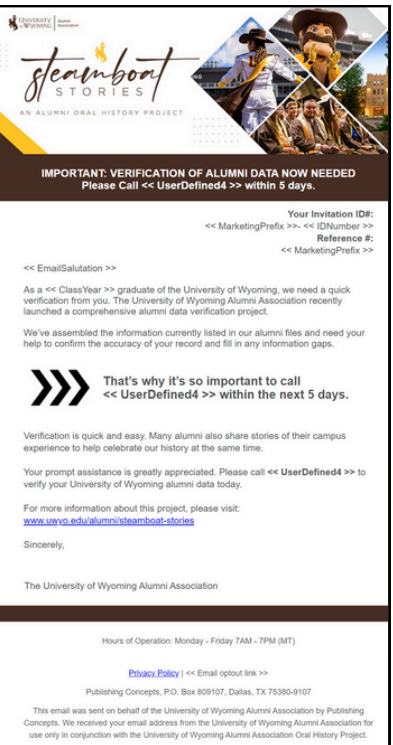 UNIVERSITY OF WYOMING
Alumni Association
steamboat
STORIES
AN ALUMNI ORAL HISTORY PROJECT
IMPORTANT: VERIFICATION OF ALUMNI DATA NOW NEEDED
Please Call << UserDefined4 >> within 5 days.
Your Invitation ID#:
<< MarketingPrefix >>- << IDNumber >>
Reference #:
<< MarketingPrefix >>
<< EmailSalutation >>
As a << ClassYear >> graduate of the University of Wyoming, we need a quick
verification from you. The University of Wyoming Alumni Association recently
launched a comprehensive alumni data verification project.
We've assembled the information currently listed in our alumni files and need your
help to confirm the accuracy of your record and fill in any information gaps.
That's why it's so important to call
<< UserDefined4 >> within the next 5 days.
Verification is quick and easy. Many alumni also share stories of their campus
experience to help celebrate our history at the same time.
Your prompt assistance is greatly appreciated. Please call << UserDefined4 >> to
verify your University of Wyoming alumni data today.
For more information about this project, please visit:
www.uwyo.edu/alumni/steamboat-stories
Sincerely,
The University of Wyoming Alumni Association
Hours of Operation: Monday - Friday 7AM - 7PM (MT)
Privacy Policy | << Email optout link >>
Publishing Concepts, P.O. Box 809107, Dallas, TX 75380-9107
This email was sent on behalf of the University of Wyoming Alumni Association by Publishing
Concepts. We received your email address from the University of Wyoming Alumni Association for
use only in conjunction with the University of Wyoming Alumni Association Oral History Project.